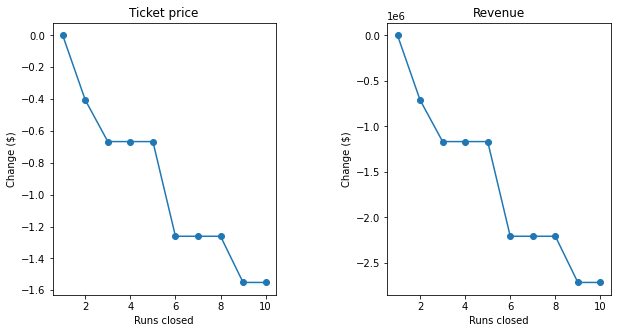 Ticket price
0.0
−0.2
−0.4
−0.6
−0.8
−1.0
−1.2
−1.4
−1.6
Change ($)
2 4 6 8 10
Runs closed
Revenue
1e6
0.0
−0.5
−1.0
−1.5
−2.0
−2.5
Change ($)
2 4 6 8 10
Runs closed